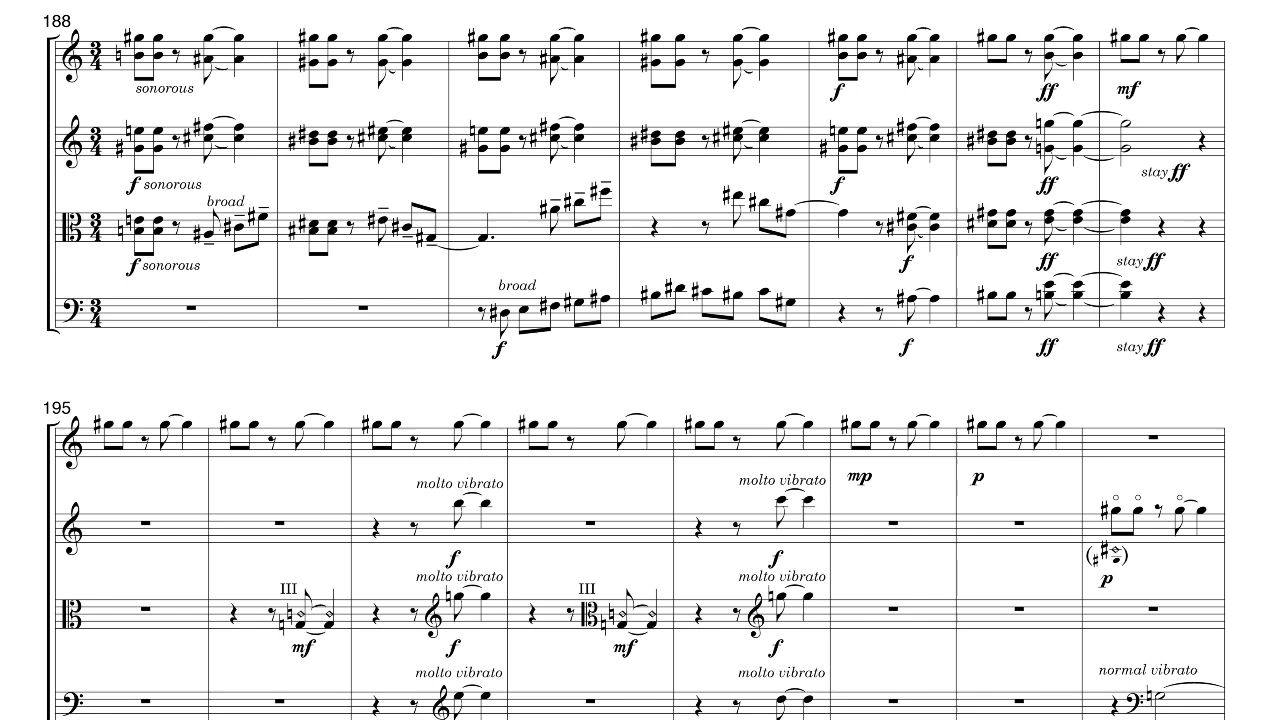 188
sonorous
f
ff
mf
f sonorous
f
ff
stay ff
broad
f sonorous
f
ff
stay ff
broad
f
f
ff
stay ff
195
mp
p
molto vibrato
molto vibrato
f
f
p
III
molto vibrato
III
molto vibrato
mf
f
mf
f
molto vibrato
molto vibrato
normal vibrato